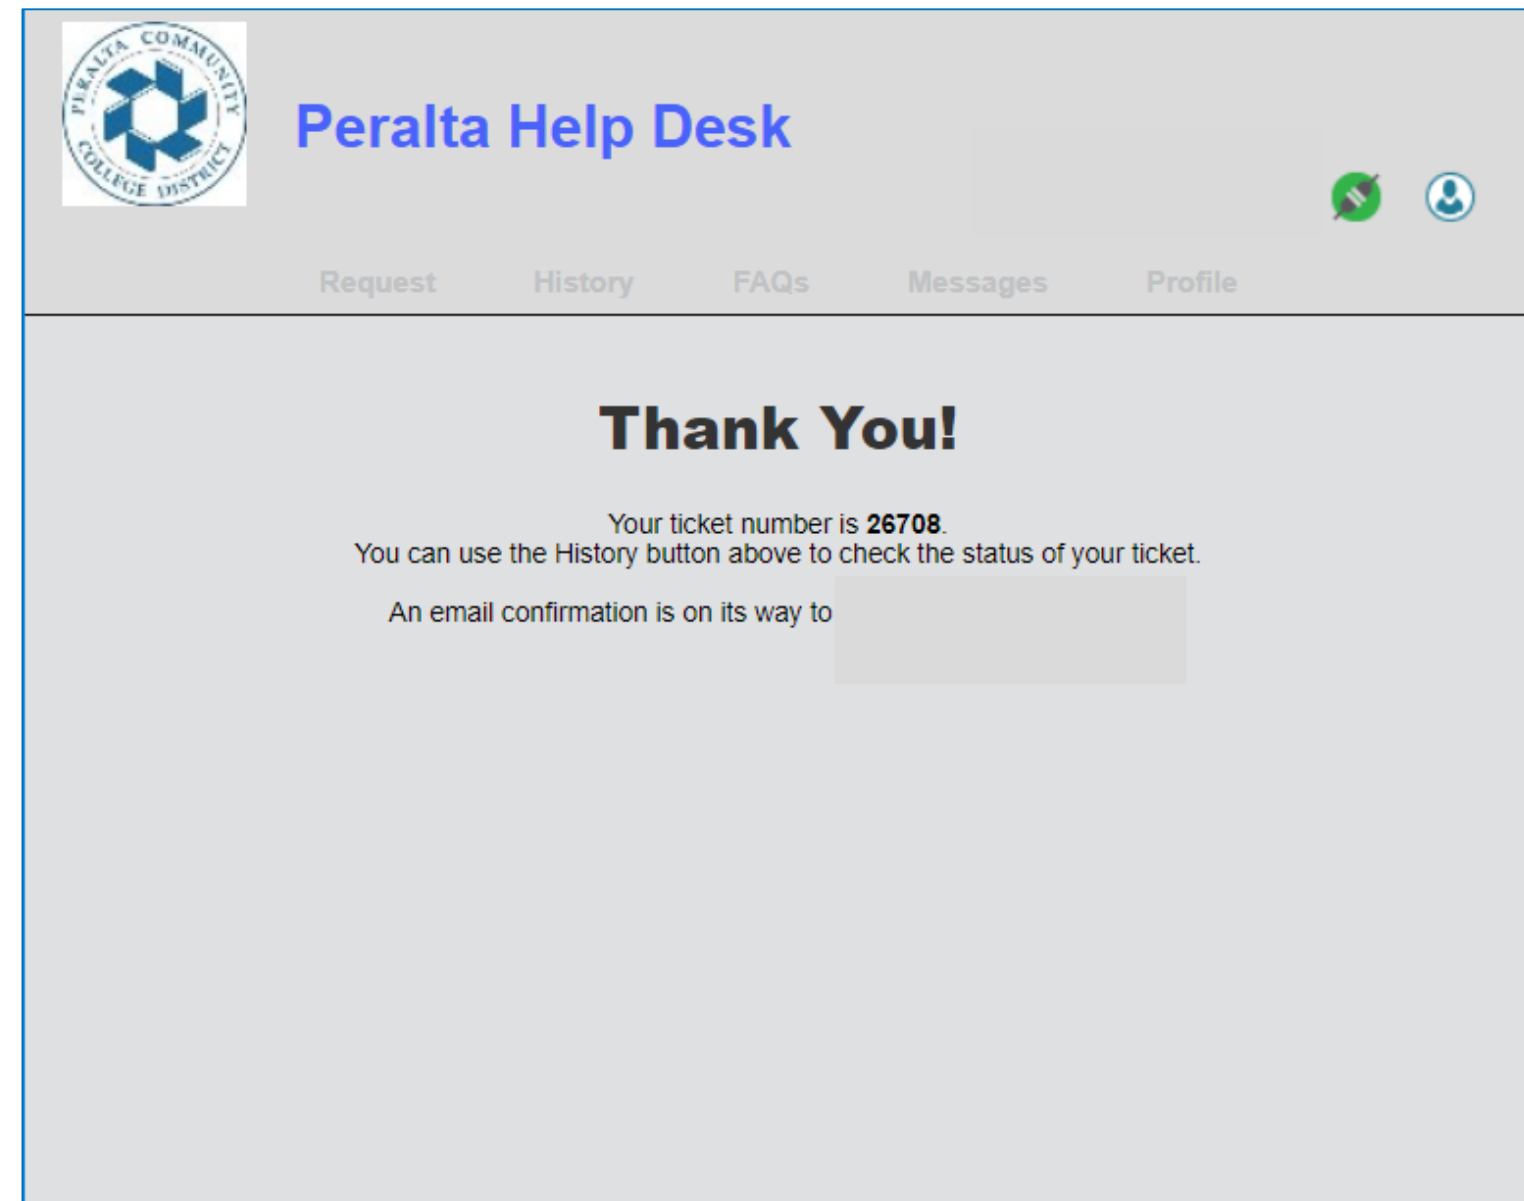 PERALTA COMMUNITY
COLLEGE DISTRICT
Peralta Help Desk
Request History FAQs Messages Profile
Thank You!
Your ticket number is 26708.
You can use the History button above to check the status of your ticket.
An email confirmation is on its way to